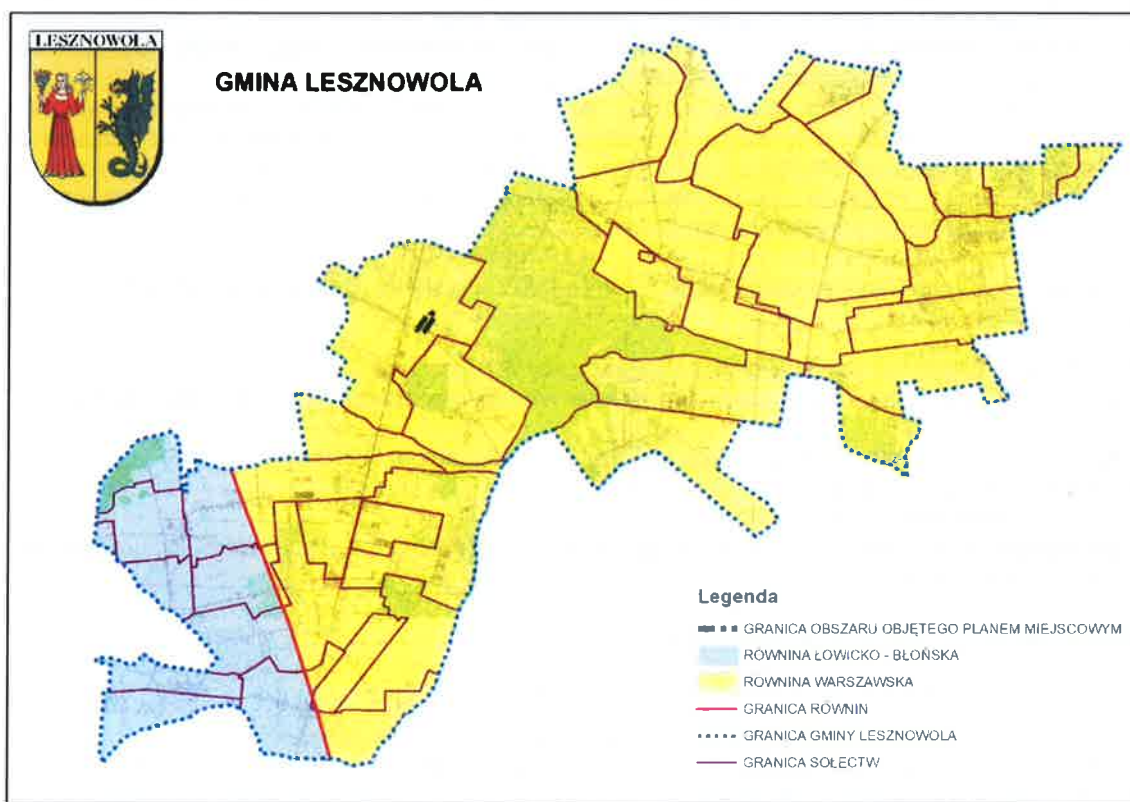 LESZNOWOLA
GMINA LESZNOWOLA
Legenda
GRANICA OBSZARU OBJĘTEGO PLANEM MIEJSCOWYM
RÓWNINA ŁOWICKO - BŁOŃSKA
RÓWNINA WARSZAWSKA
GRANICA RÓWNIN
GRANICA GMINY LESZNOWOLA
GRANICA SOŁECTW